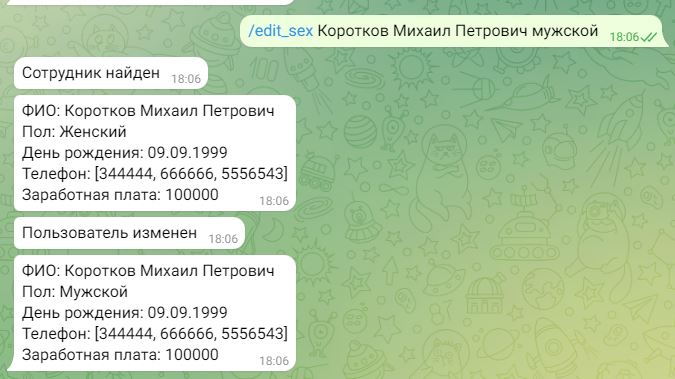 /edit_sex Коротков Михаил Петрович мужской 18:06
Сотрудник найден 18:06
ФИО: Коротков Михаил Петрович
Пол: Женский
День рождения: 09.09.1999
Телефон: [344444, 666666, 5556543]
Заработная плата: 100000 18:06
Пользователь изменен 18:06
ФИО: Коротков Михаил Петрович
Пол: Мужской
День рождения: 09.09.1999
Телефон: [344444, 666666, 5556543]
Заработная плата: 100000 18:06